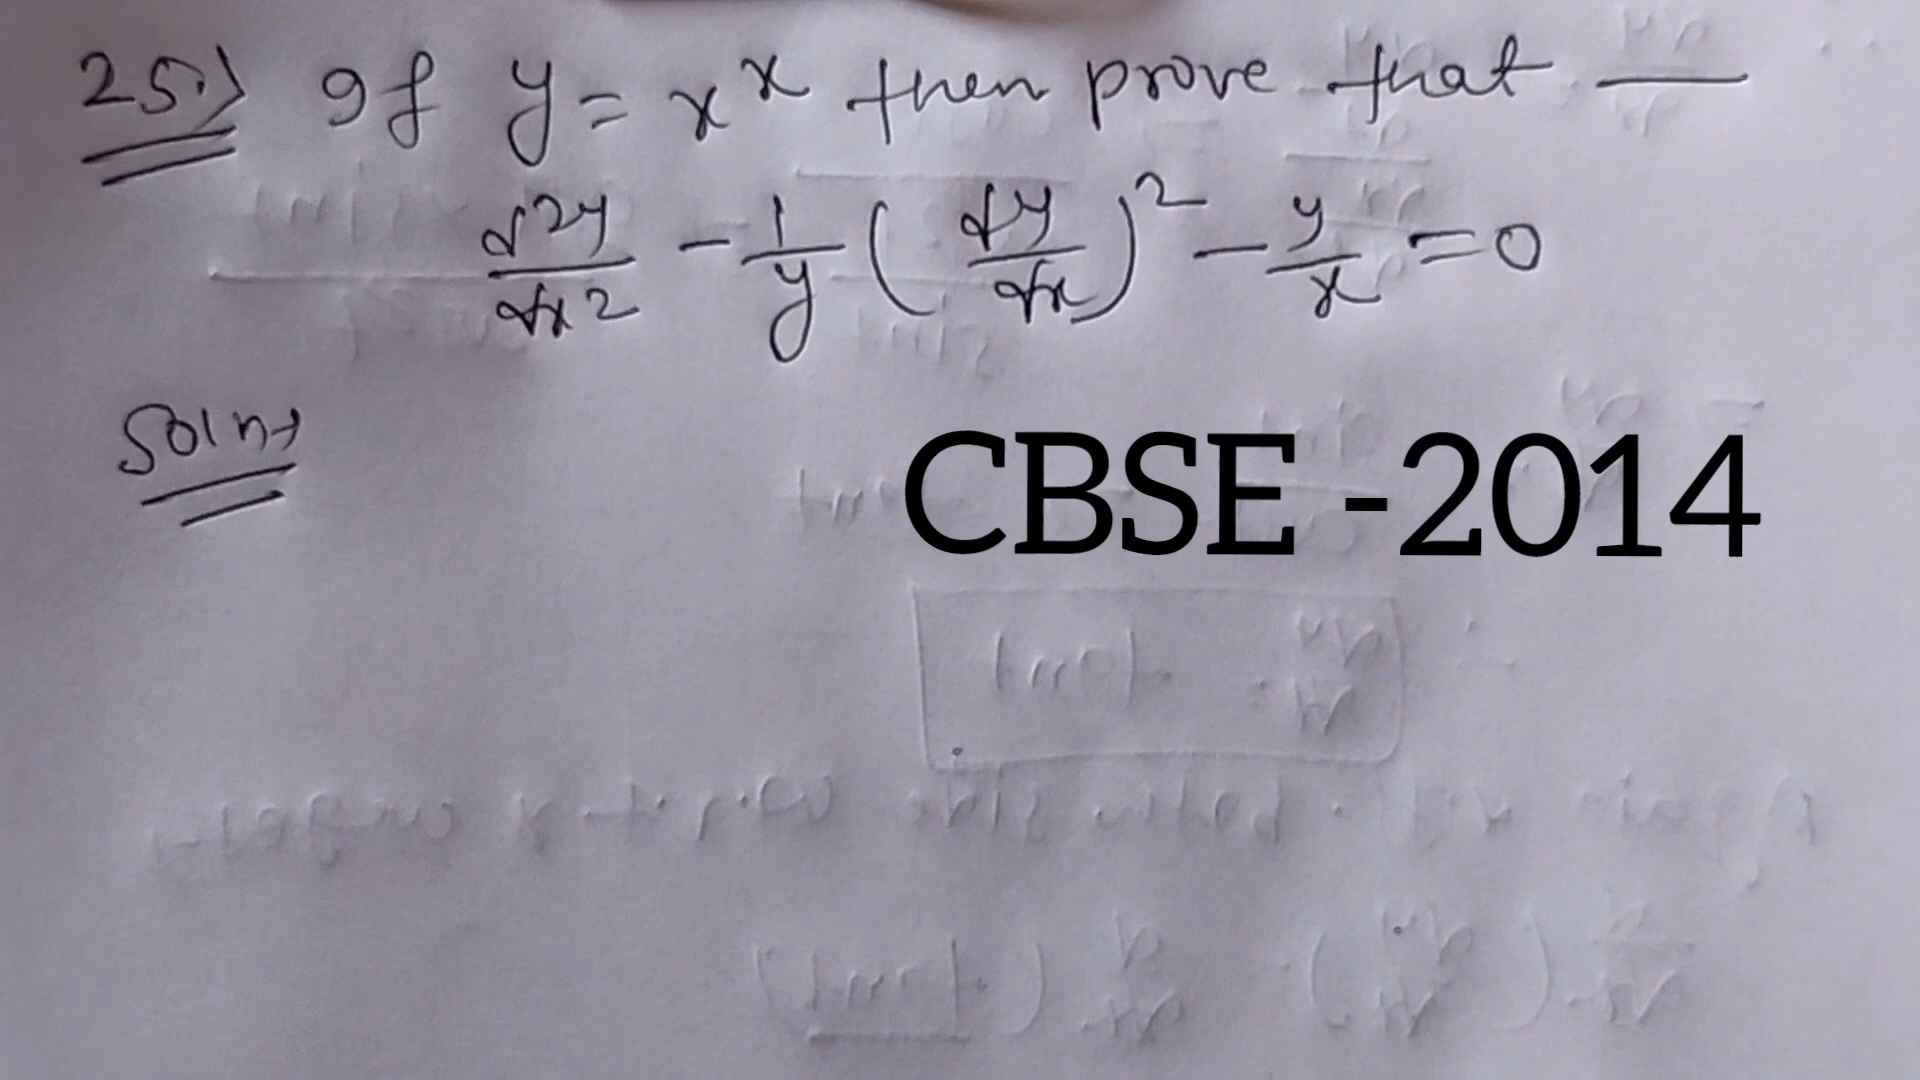 25.) If y = x^x then prove that —
d²y/dx² - 1/y (dy/dx)² - y/x = 0
Soln→
CBSE -2014